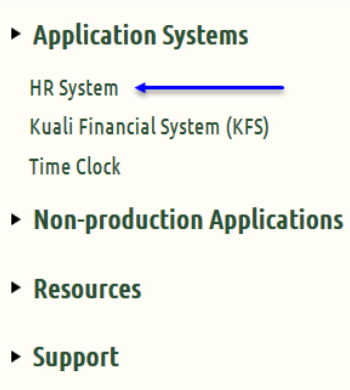 Application Systems
HR System
Kuali Financial System (KFS)
Time Clock
Non-production Applications
Resources
Support